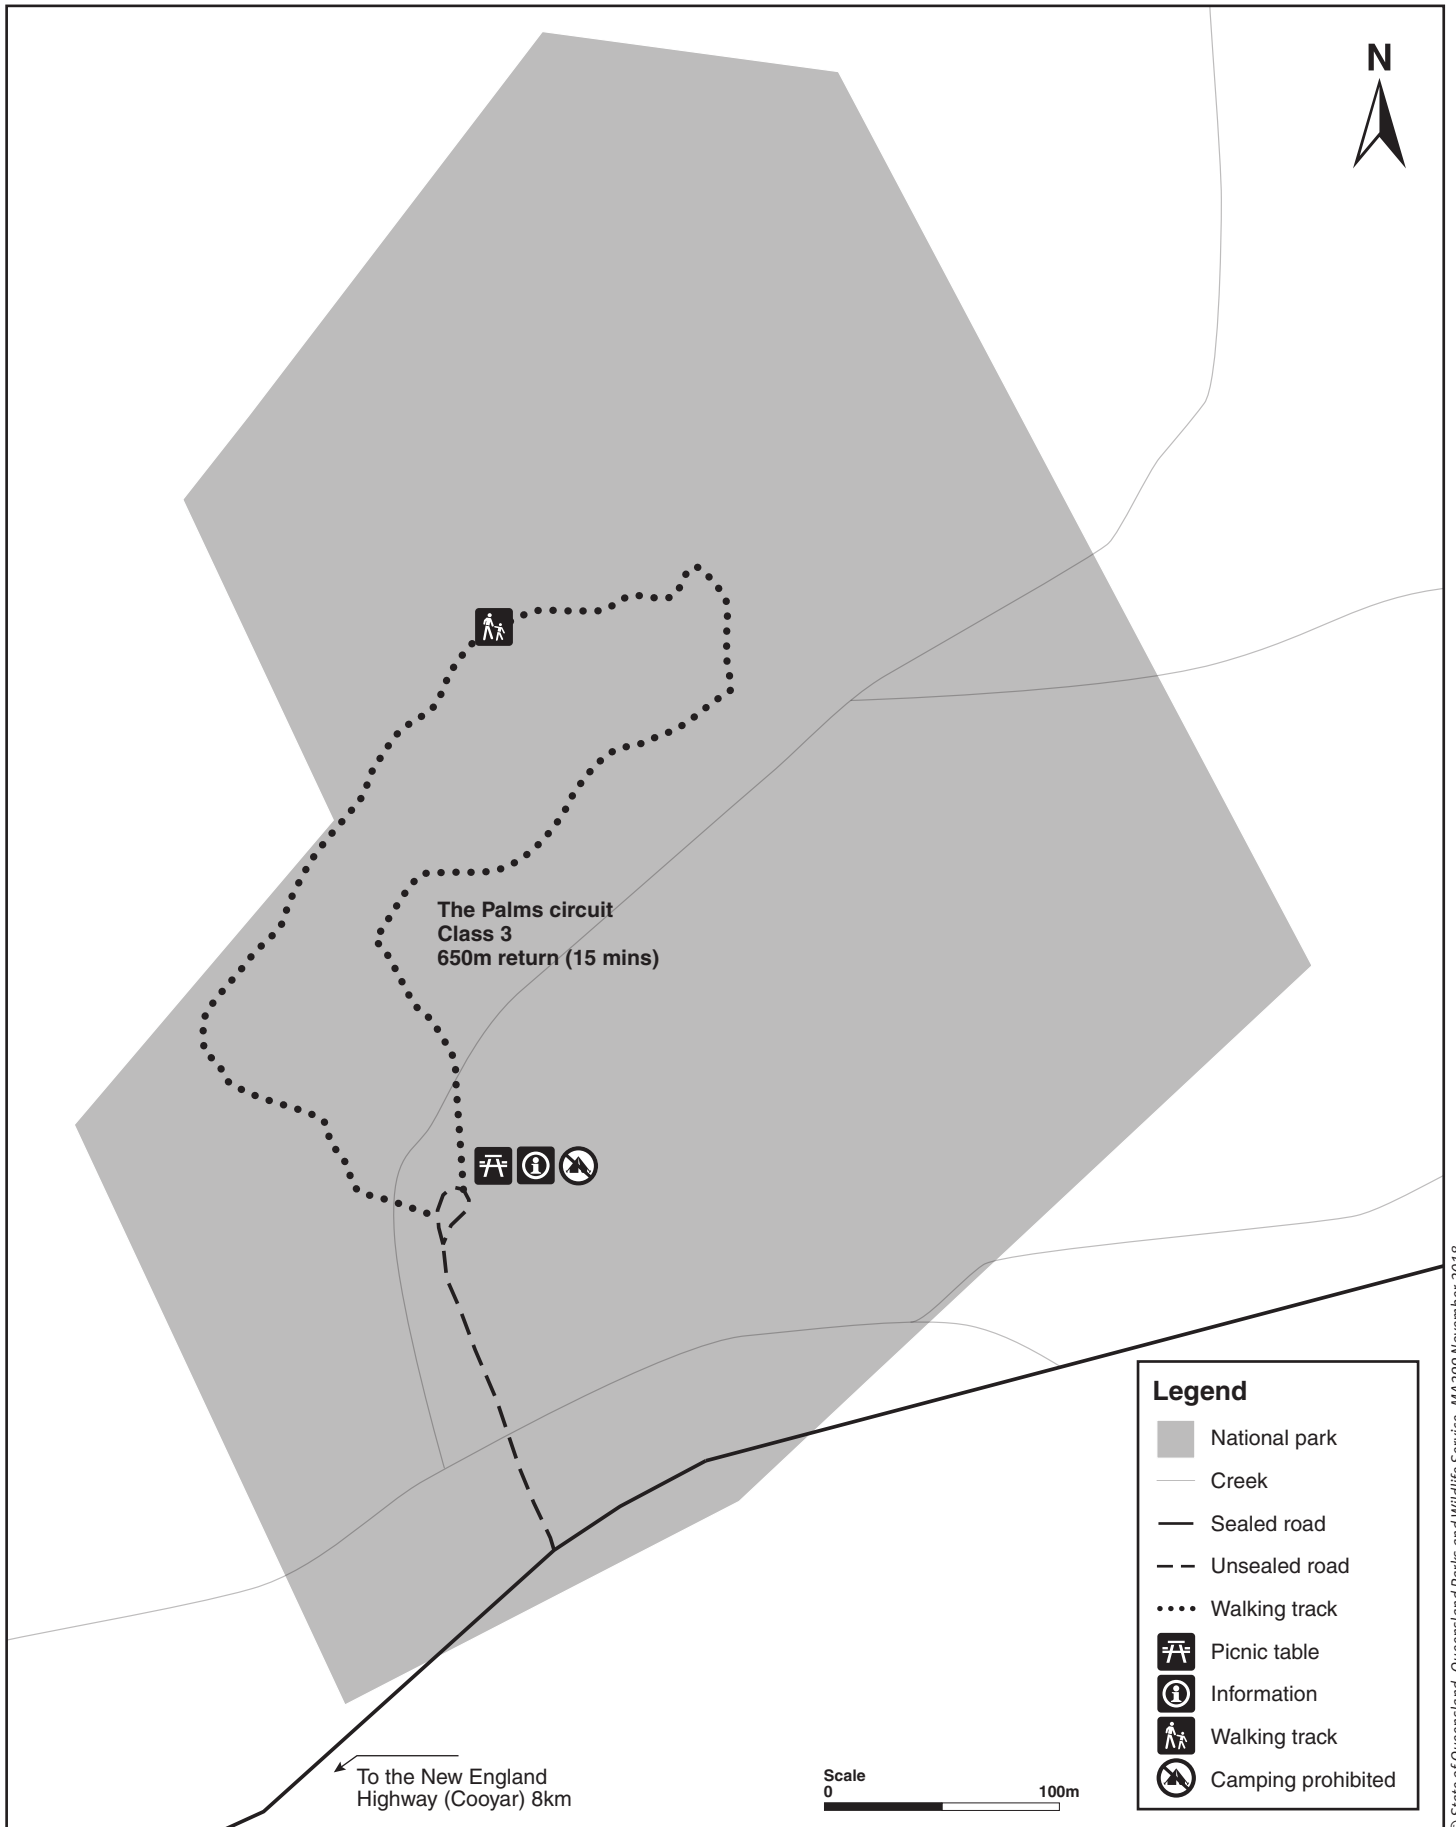 N
The Palms circuit
Class 3
650m return (15 mins)
To the New England
Highway (Cooyar) 8km
Scale
0 100m
Legend
National park
Creek
Sealed road
Unsealed road
Walking track
Picnic table
Information
Walking track
Camping prohibited